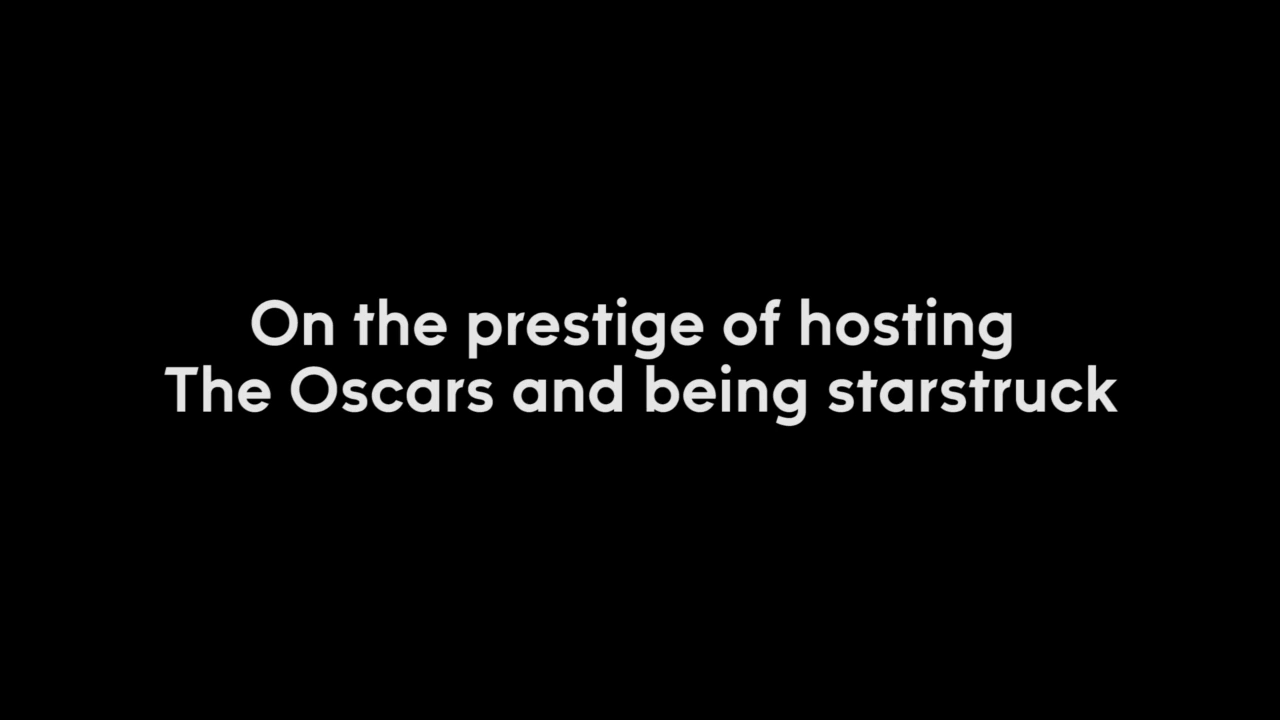 On the prestige of hosting
The Oscars and being starstruck